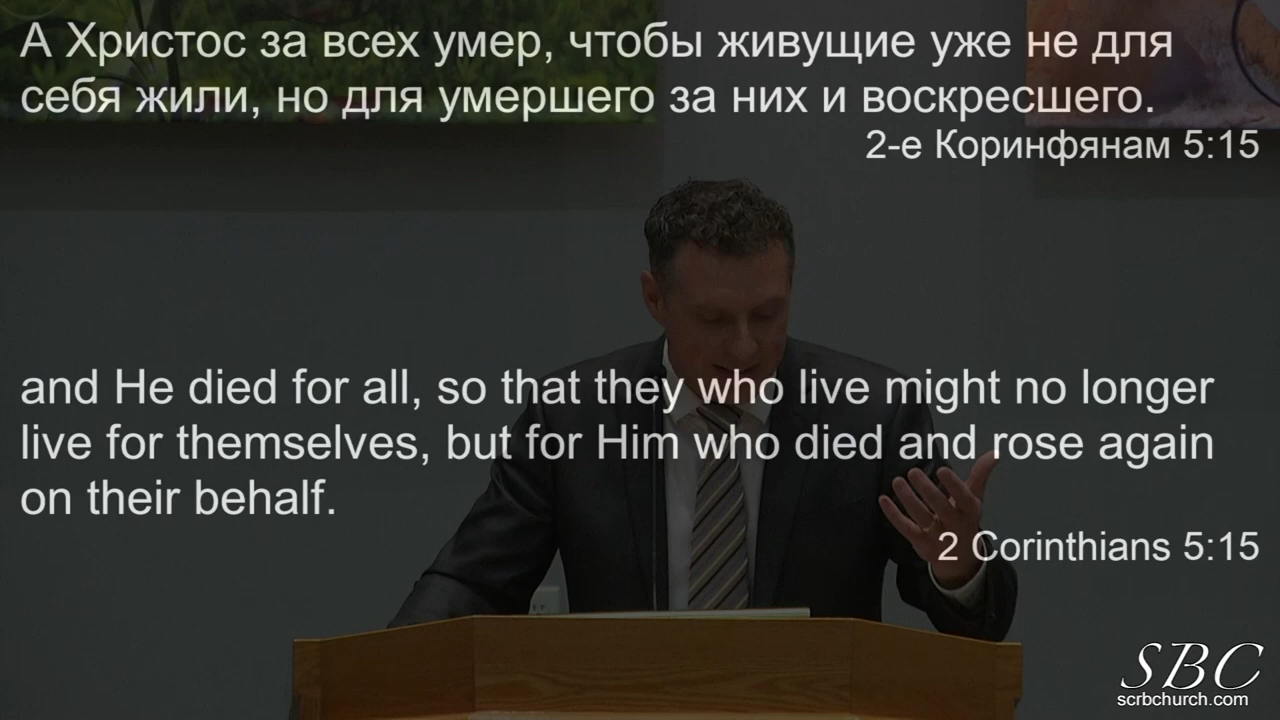 А Христос за всех умер, чтобы живущие уже не для
себя жили, но для умершего за них и воскресшего.
2-е Коринфянам 5:15
and He died for all, so that they who live might no longer
live for themselves, but for Him who died and rose again
on their behalf.
2 Corinthians 5:15
SBC
scrbchurch.com